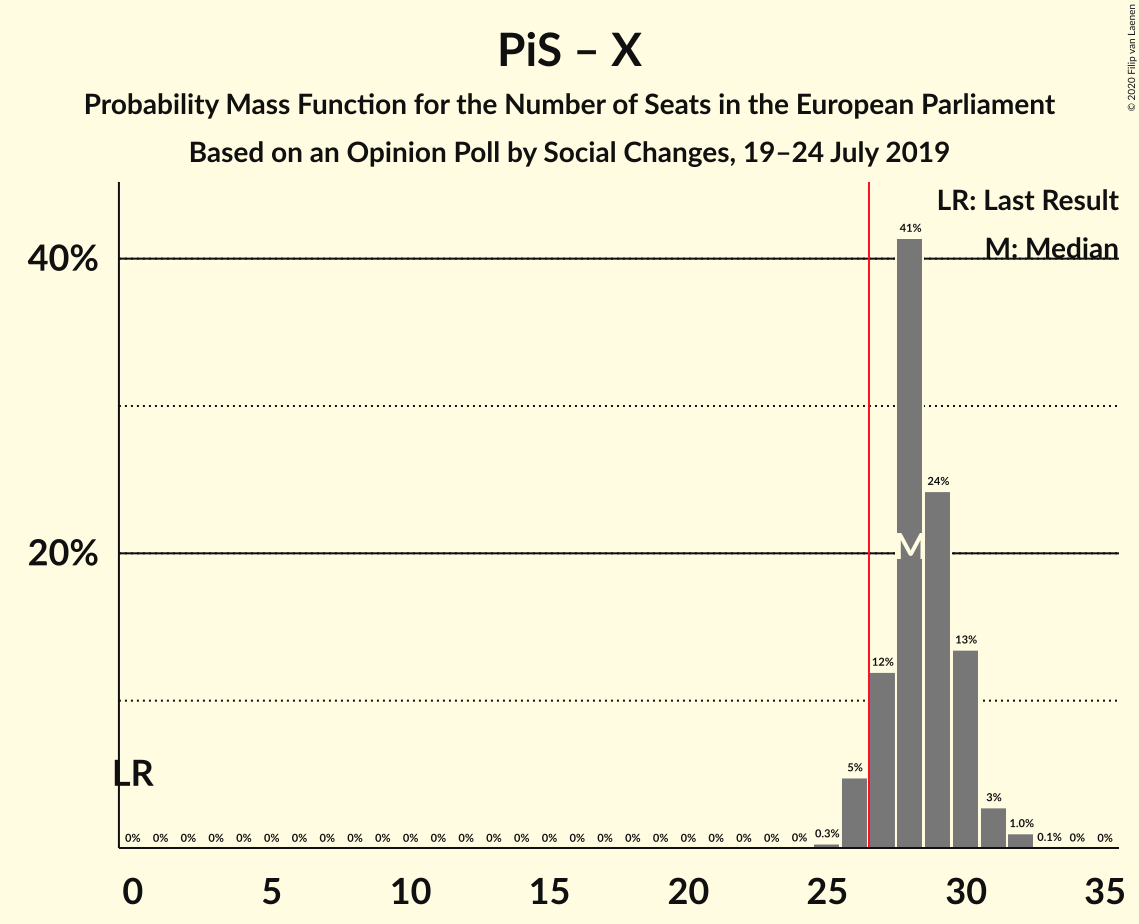 PiS – X
Probability Mass Function for the Number of Seats in the European Parliament
Based on an Opinion Poll by Social Changes, 19–24 July 2019
© 2020 Filip van Laenen
LR: Last Result
M: Median
40%
20%
41%
24%
13%
12%
5%
3%
1.0%
0.3%
0.1%
M
LR
0% 0% 0% 0% 0% 0% 0% 0% 0% 0% 0% 0% 0% 0% 0% 0% 0% 0% 0% 0% 0% 0% 0% 0% 0% 0% 0%
0 5 10 15 20 25 30 35